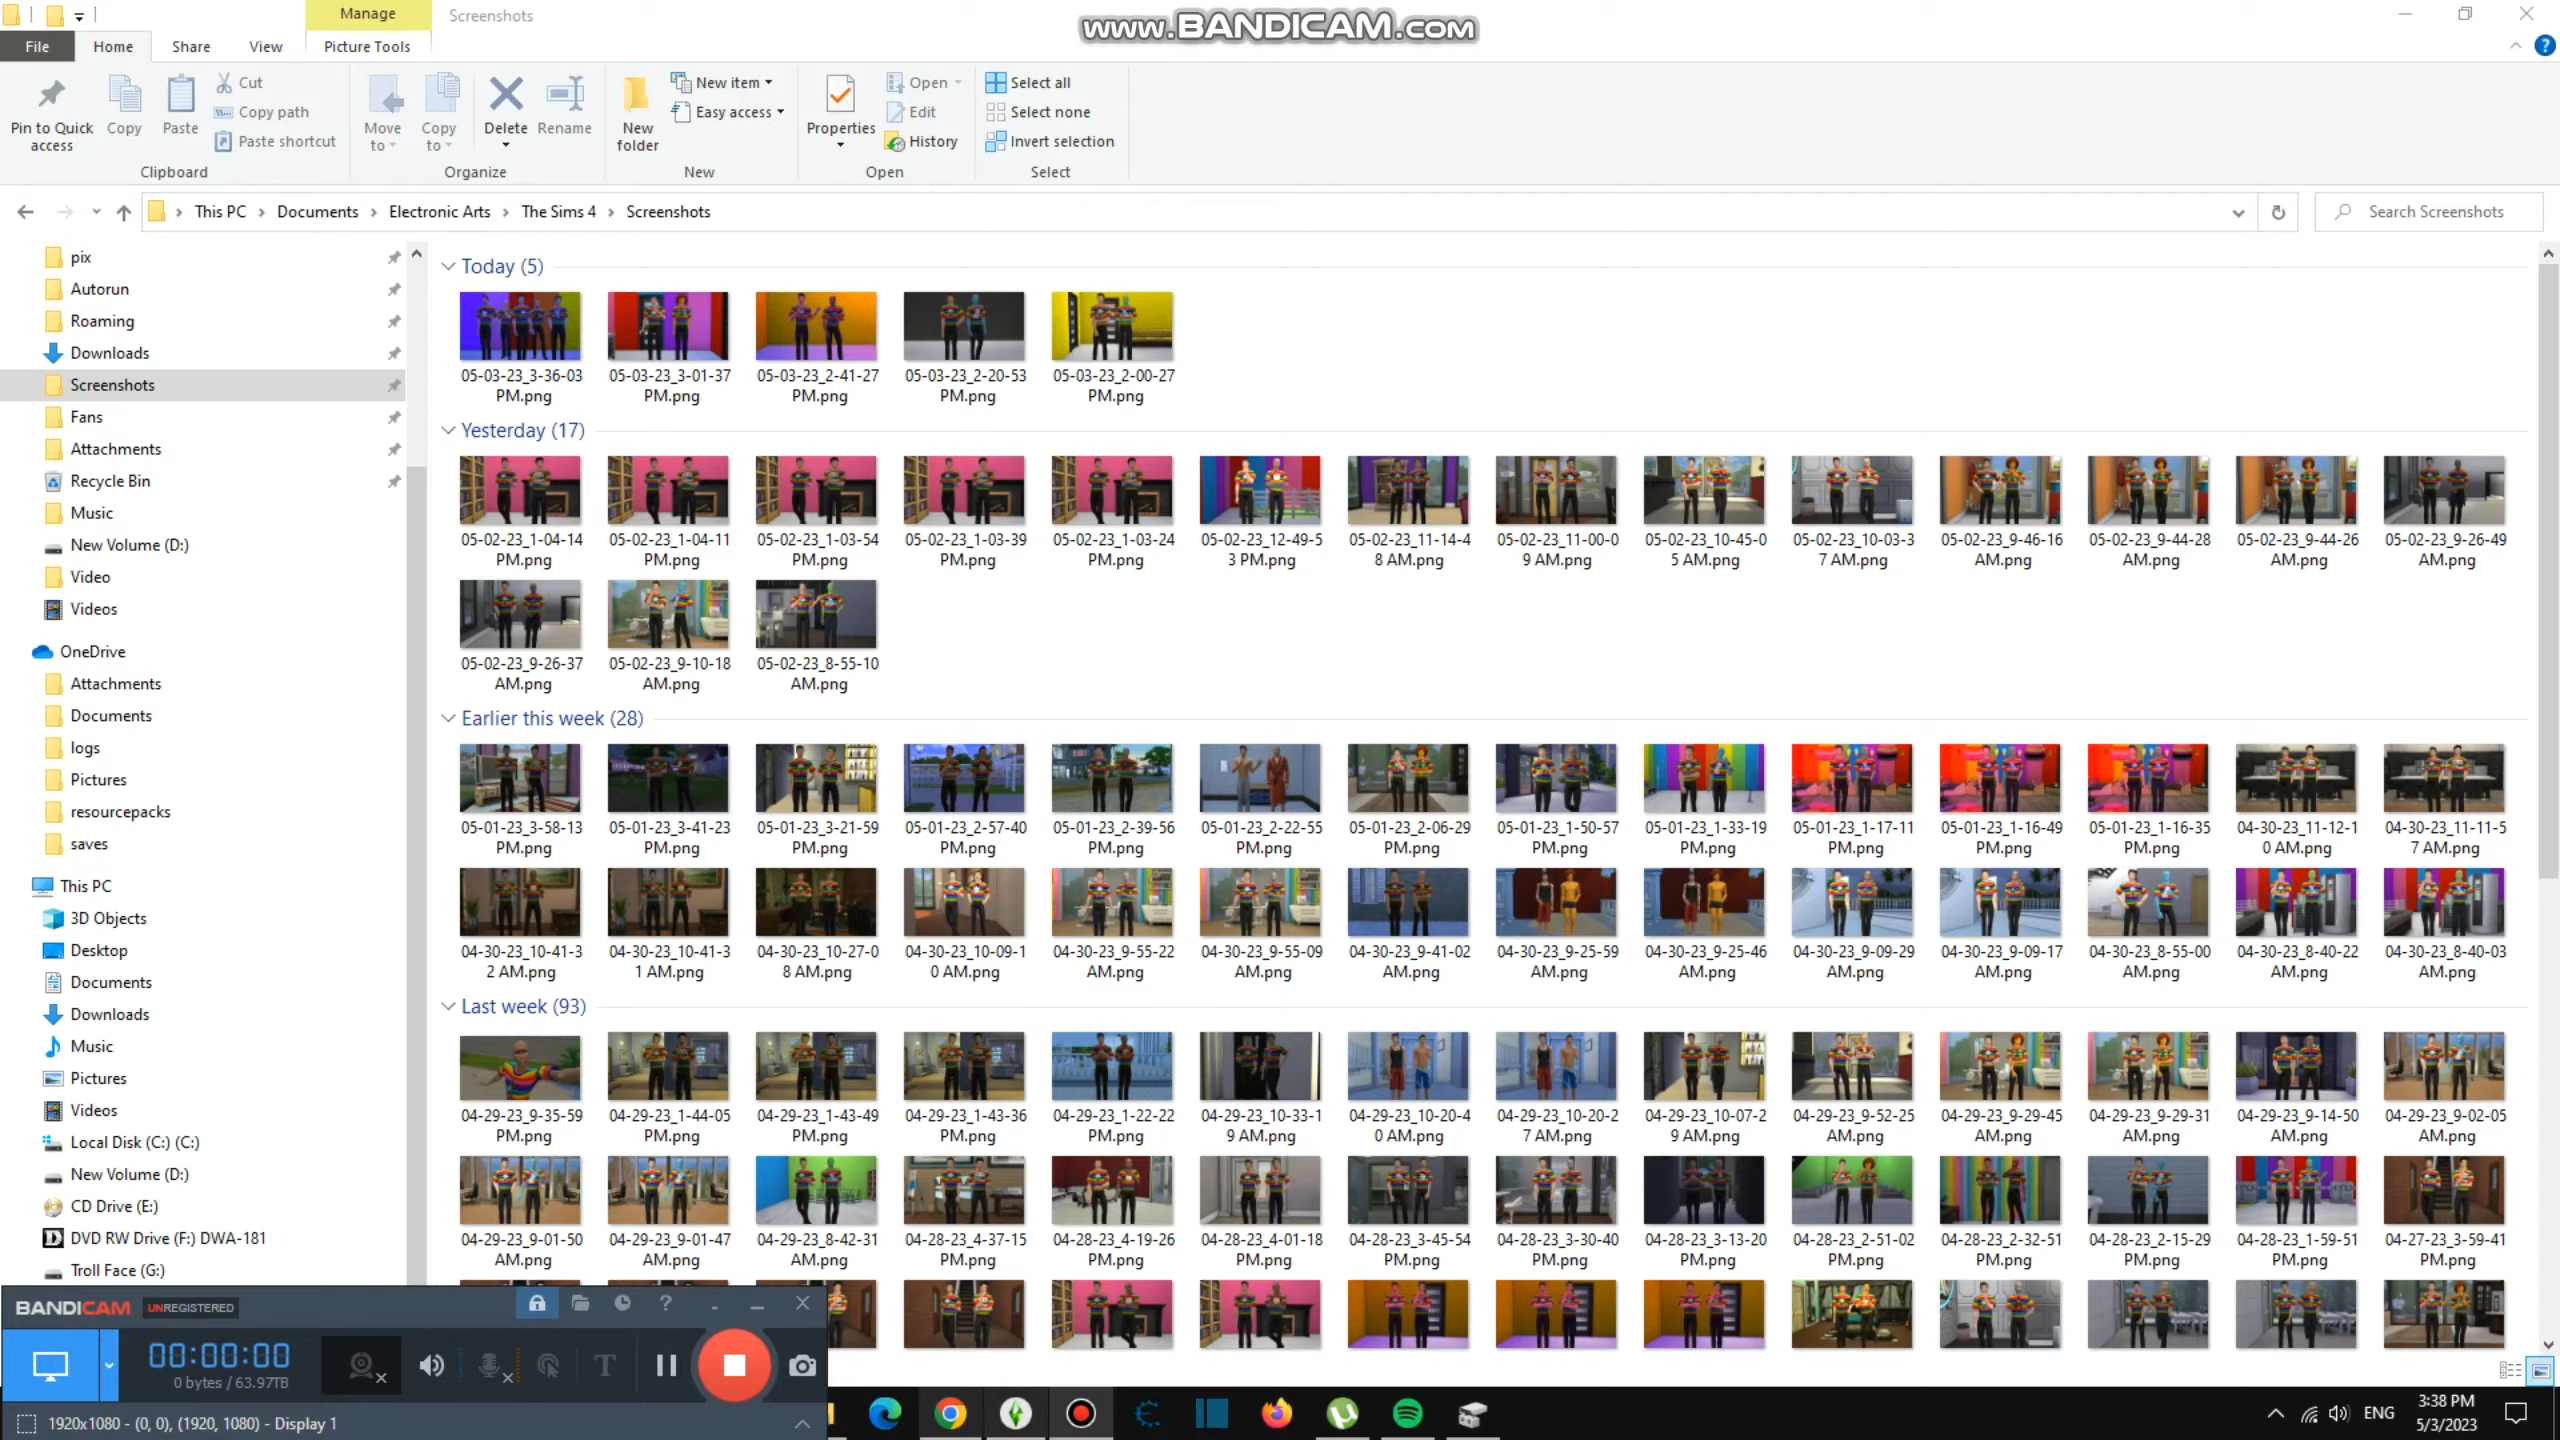 Manage
Screenshots
www.BANDICAM.com
File
Home
Share
View
Picture Tools
Pin to Quick access
Copy
Paste
Cut
Copy path
Paste shortcut
Move to
Copy to
Delete
Rename
New folder
New item
Easy access
Properties
Open
Edit
History
Select all
Select none
Invert selection
Clipboard
Organize
New
Open
Select
This PC > Documents > Electronic Arts > The Sims 4 > Screenshots
Search Screenshots
pix
Autorun
Roaming
Downloads
Screenshots
Fans
Attachments
Recycle Bin
Music
New Volume (D:)
Video
Videos
OneDrive
Attachments
Documents
logs
Pictures
resourcepacks
saves
This PC
3D Objects
Desktop
Documents
Downloads
Music
Pictures
Videos
Local Disk (C:) (C:)
New Volume (D:)
CD Drive (E:)
DVD RW Drive (F:) DWA-181
Troll Face (G:)
Today (5)
05-03-23_3-36-03 05-03-23_3-01-37 05-03-23_2-41-27 05-03-23_2-20-53 05-03-23_2-00-27
PM.png PM.png PM.png PM.png PM.png
Yesterday (17)
05-02-23_1-04-14 05-02-23_1-04-11 05-02-23_1-03-54 05-02-23_1-03-39 05-02-23_1-03-24 05-02-23_12-49-5 05-02-23_11-14-4 05-02-23_11-00-0 05-02-23_10-45-0 05-02-23_10-03-3 05-02-23_9-46-16 05-02-23_9-44-28 05-02-23_9-44-26 05-02-23_9-26-49
PM.png PM.png PM.png PM.png PM.png 3 PM.png 8 AM.png 9 AM.png 5 AM.png 7 AM.png AM.png AM.png AM.png AM.png
05-02-23_9-26-37 05-02-23_9-10-18 05-02-23_8-55-10
AM.png AM.png AM.png
Earlier this week (28)
05-01-23_3-58-13 05-01-23_3-41-23 05-01-23_3-21-59 05-01-23_2-57-40 05-01-23_2-39-56 05-01-23_2-22-55 05-01-23_2-06-29 05-01-23_1-50-57 05-01-23_1-33-19 05-01-23_1-17-11 05-01-23_1-16-49 05-01-23_1-16-35 04-30-23_11-12-1 04-30-23_11-11-5
PM.png PM.png PM.png PM.png PM.png PM.png PM.png PM.png PM.png PM.png PM.png PM.png 0 AM.png 7 AM.png
04-30-23_10-41-3 04-30-23_10-41-3 04-30-23_10-27-0 04-30-23_10-09-1 04-30-23_9-55-22 04-30-23_9-55-09 04-30-23_9-41-02 04-30-23_9-25-59 04-30-23_9-25-46 04-30-23_9-09-29 04-30-23_9-09-17 04-30-23_8-55-00 04-30-23_8-40-22 04-30-23_8-40-03
2 AM.png 1 AM.png 8 AM.png 0 AM.png AM.png AM.png AM.png AM.png AM.png AM.png AM.png AM.png AM.png AM.png
Last week (93)
04-29-23_9-35-59 04-29-23_1-44-05 04-29-23_1-43-49 04-29-23_1-43-36 04-29-23_1-22-22 04-29-23_10-33-1 04-29-23_10-20-4 04-29-23_10-20-2 04-29-23_10-07-2 04-29-23_9-52-25 04-29-23_9-29-45 04-29-23_9-29-31 04-29-23_9-14-50 04-29-23_9-02-05
PM.png PM.png PM.png PM.png PM.png 9 AM.png 0 AM.png 7 AM.png 9 AM.png AM.png AM.png AM.png AM.png AM.png
04-29-23_9-01-50 04-29-23_9-01-47 04-29-23_8-42-31 04-28-23_4-37-15 04-28-23_4-19-26 04-28-23_4-01-18 04-28-23_3-45-54 04-28-23_3-30-40 04-28-23_3-13-20 04-28-23_2-51-02 04-28-23_2-32-51 04-28-23_2-15-29 04-28-23_1-59-51 04-27-23_3-59-41
AM.png AM.png AM.png PM.png PM.png PM.png PM.png PM.png PM.png PM.png PM.png PM.png PM.png PM.png
BANDICAM UNREGISTERED
00:00:00
0 bytes / 63.97TB
1920x1080 - (0, 0), (1920, 1080) - Display 1
ENG
3:38 PM
5/3/2023